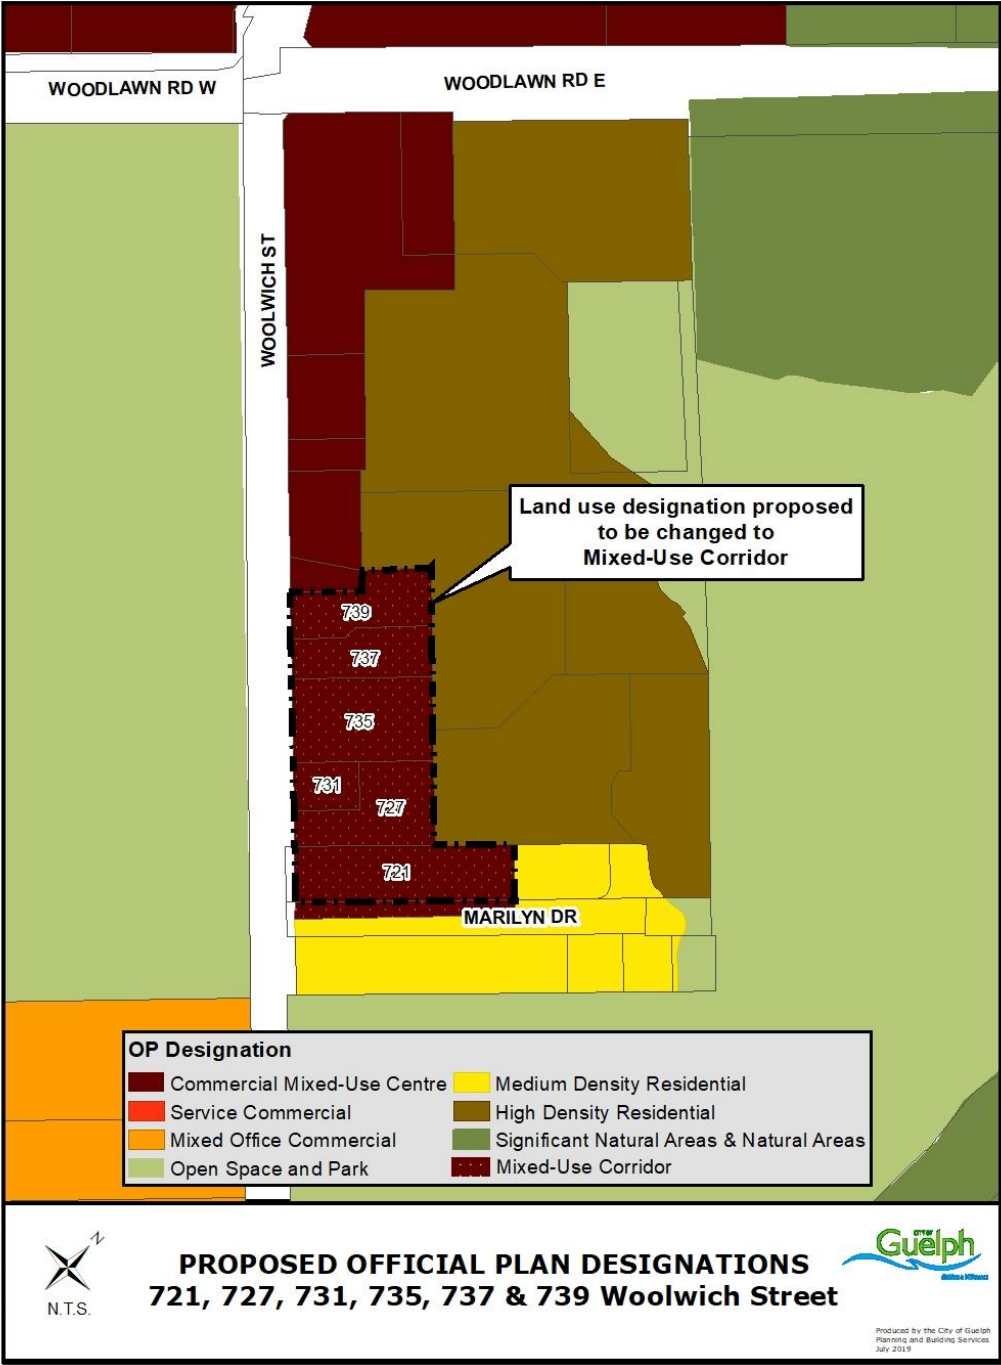 WOODLAWN RD W
WOODLAWN RD E
WOOLWICH ST
Land use designation proposed
to be changed to
Mixed-Use Corridor
739
737
735
731
727
721
MARILYN DR
OP Designation
Commercial Mixed-Use Centre
Service Commercial
Mixed Office Commercial
Open Space and Park
Medium Density Residential
High Density Residential
Significant Natural Areas & Natural Areas
Mixed-Use Corridor
N
N.T.S.
PROPOSED OFFICIAL PLAN DESIGNATIONS
721, 727, 731, 735, 737 & 739 Woolwich Street
CITY OF
Guelph
Produced by the City of Guelph
Planning and Building Services
July 2019